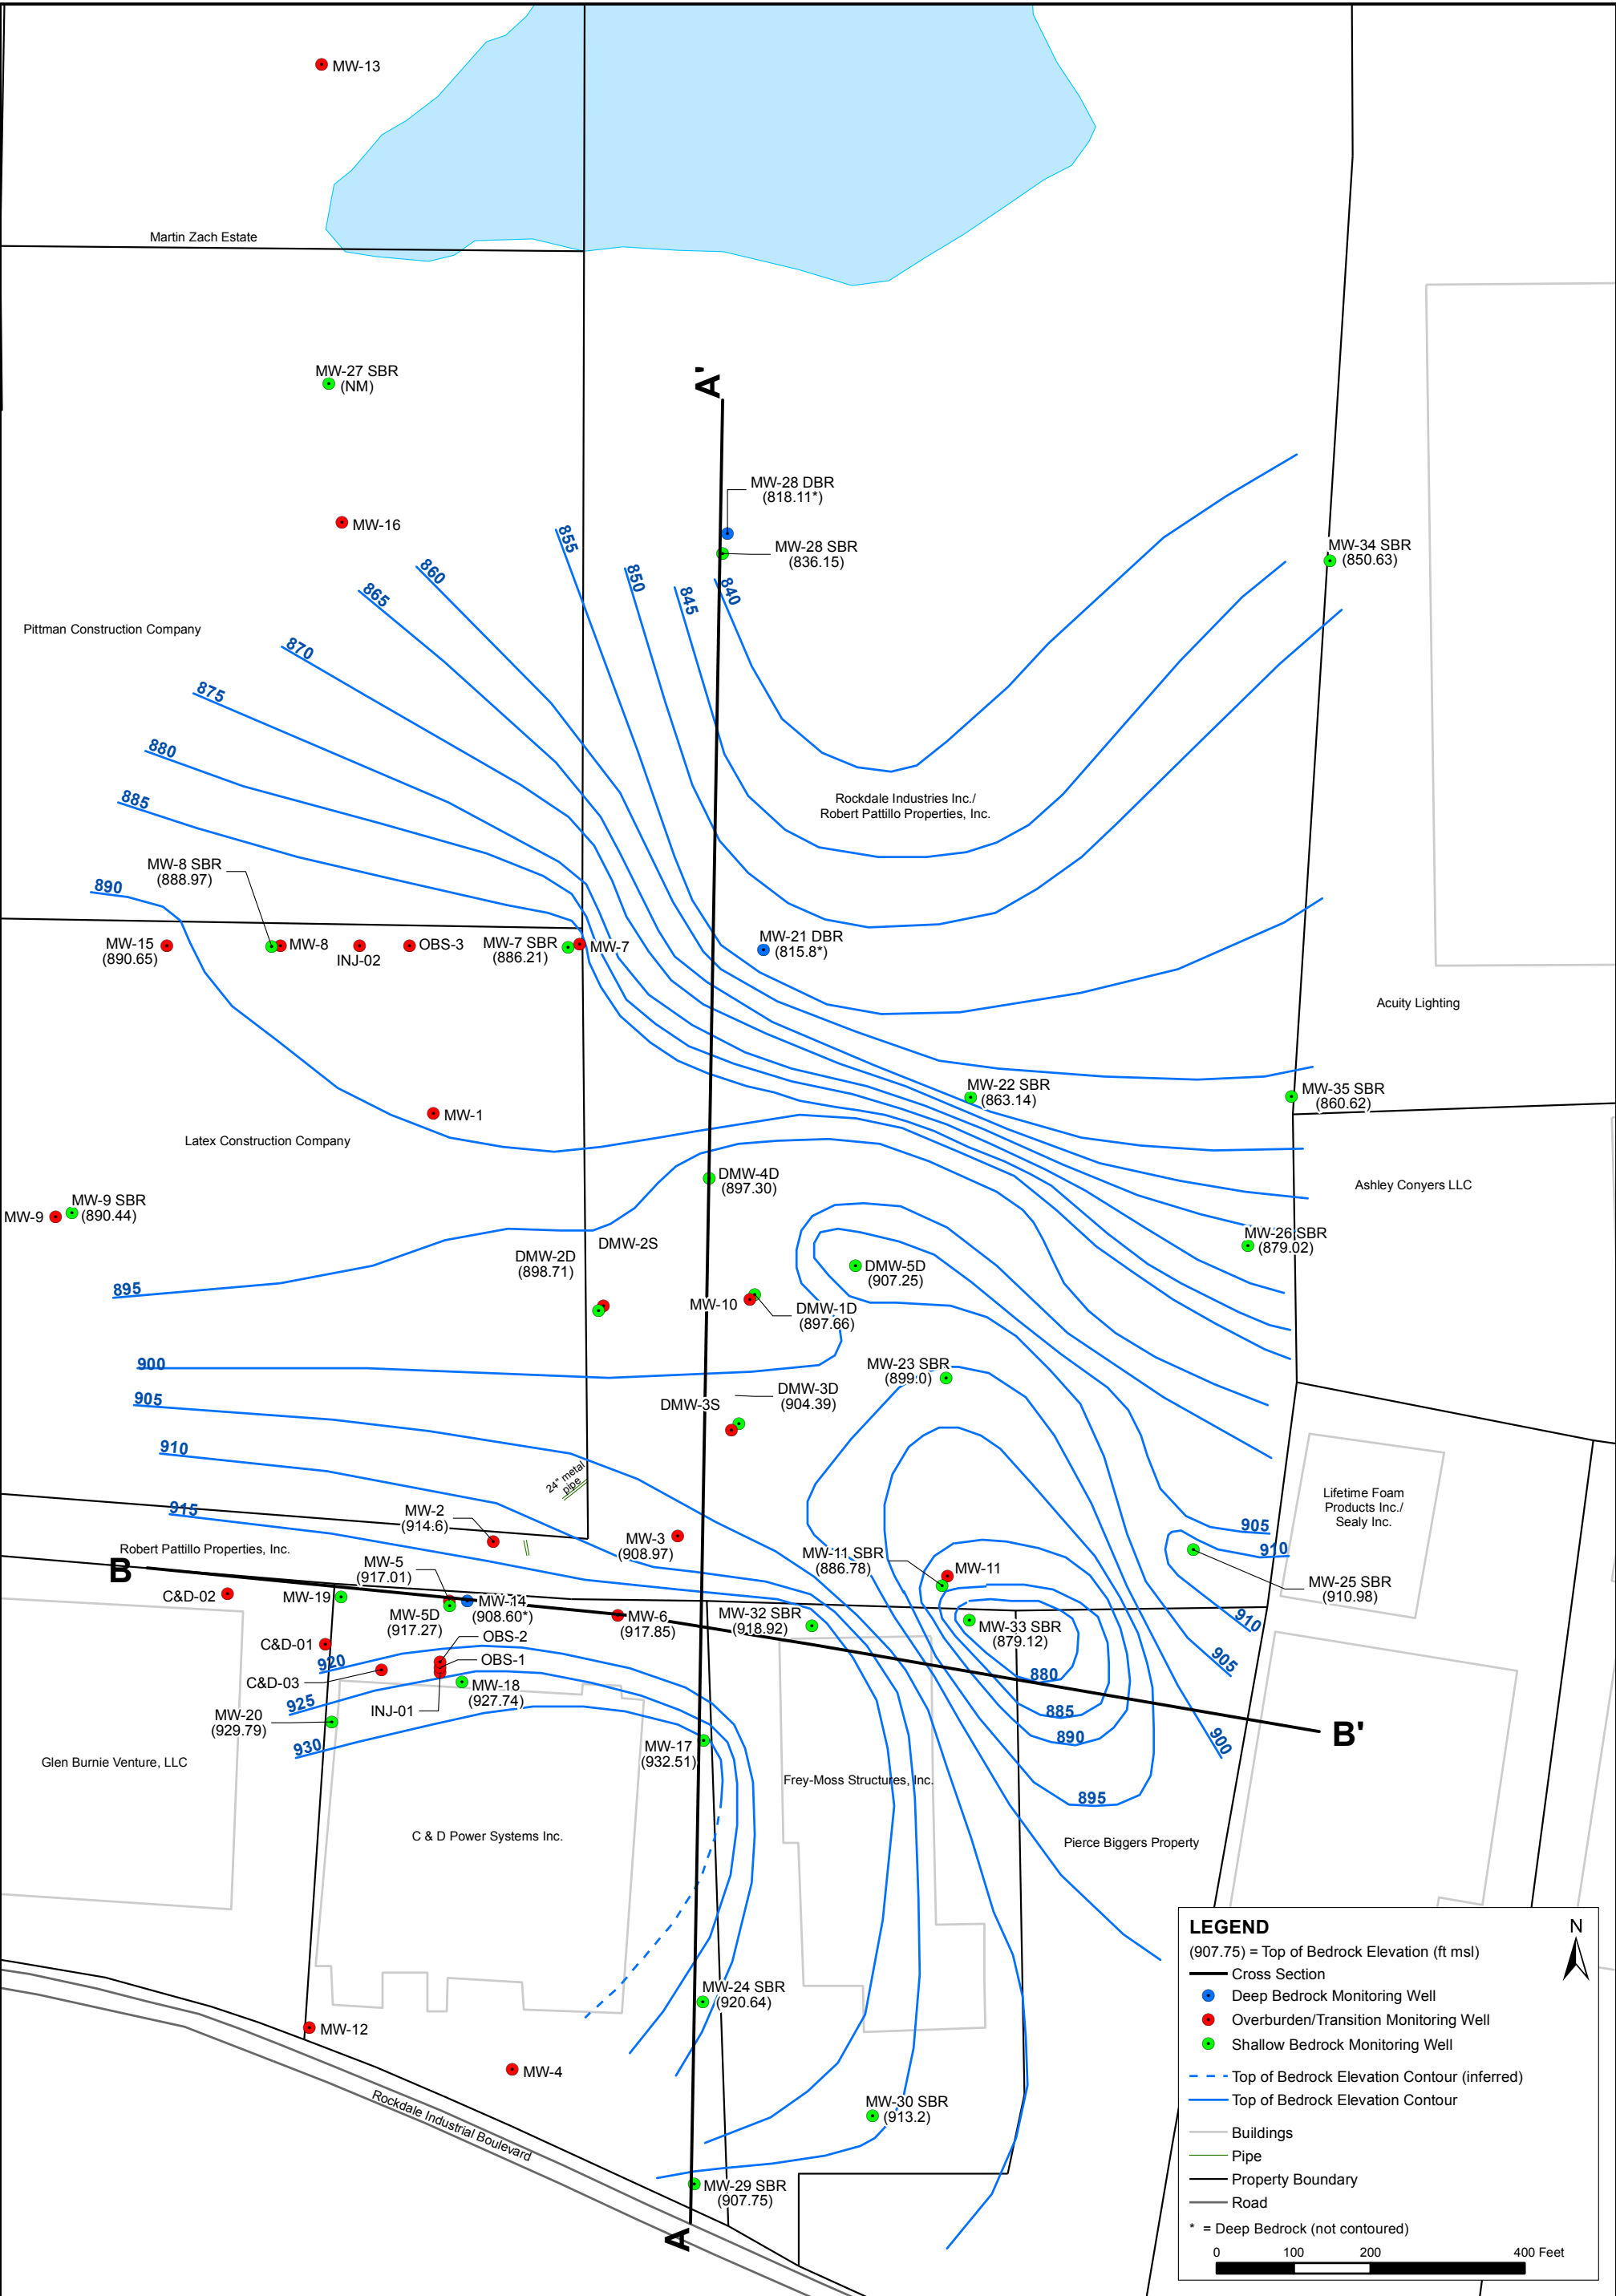 MW-13
Martin Zach Estate
MW-27 SBR
(NM)
A'
MW-28 DBR
(818.11*)
MW-16
MW-28 SBR
(836.15)
MW-34 SBR
(850.63)
855
860
865
850
845
840
Pittman Construction Company
870
875
880
885
Rockdale Industries Inc./
Robert Pattillo Properties, Inc.
MW-8 SBR
(888.97)
890
MW-15
(890.65)
MW-8
INJ-02
OBS-3
MW-7 SBR
(886.21)
MW-7
MW-21 DBR
(815.8*)
Acuity Lighting
MW-22 SBR
(863.14)
MW-35 SBR
(860.62)
MW-1
Latex Construction Company
DMW-4D
(897.30)
Ashley Conyers LLC
MW-9
MW-9 SBR
(890.44)
DMW-2S
DMW-2D
(898.71)
MW-26 SBR
(879.02)
DMW-5D
(907.25)
895
MW-10
DMW-1D
(897.66)
900
MW-23 SBR
(899.0)
905
DMW-3D
(904.39)
DMW-3S
910
24" metal
pipe
915
MW-2
(914.6)
MW-3
(908.97)
Lifetime Foam
Products Inc./
Sealy Inc.
905
910
Robert Pattillo Properties, Inc.
B
MW-5
(917.01)
MW-11 SBR
(886.78)
MW-11
MW-25 SBR
(910.98)
C&D-02
MW-19
MW-5D
(917.27)
MW-14
(908.60*)
MW-6
(917.85)
MW-32 SBR
(918.92)
MW-33 SBR
(879.12)
910
905
C&D-01
OBS-2
920
OBS-1
C&D-03
880
MW-18
(927.74)
925
INJ-01
885
MW-20
(929.79)
890
900
B'
930
MW-17
(932.51)
Glen Burnie Venture, LLC
Frey-Moss Structures, Inc.
895
C & D Power Systems Inc.
Pierce Biggers Property
MW-24 SBR
(920.64)
MW-12
MW-4
Rockdale Industrial Boulevard
MW-30 SBR
(913.2)
MW-29 SBR
(907.75)
A
LEGEND
N
(907.75) = Top of Bedrock Elevation (ft msl)
Cross Section
Deep Bedrock Monitoring Well
Overburden/Transition Monitoring Well
Shallow Bedrock Monitoring Well
Top of Bedrock Elevation Contour (inferred)
Top of Bedrock Elevation Contour
Buildings
Pipe
Property Boundary
Road
* = Deep Bedrock (not contoured)
0 100 200 400 Feet